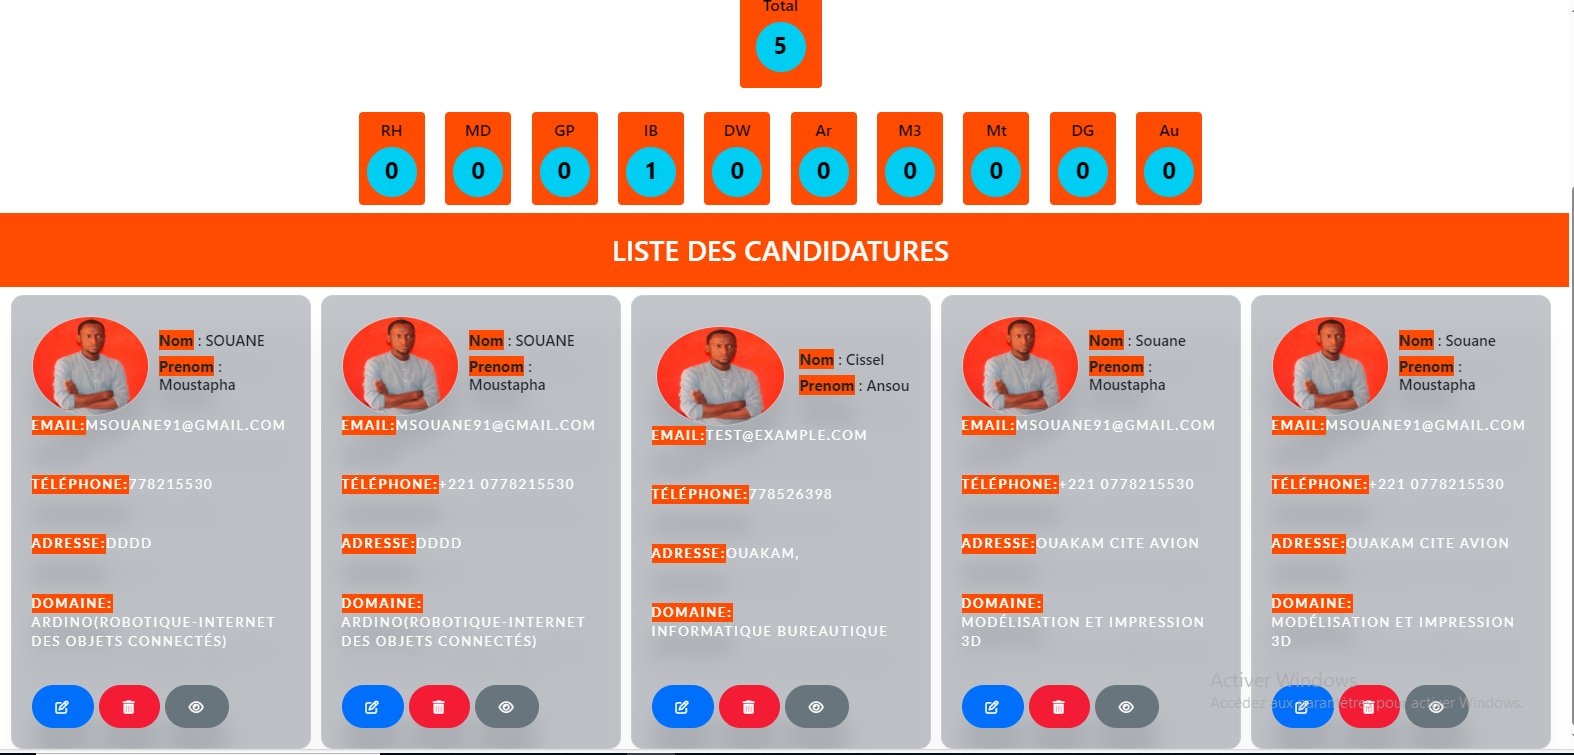 Total
5
RH MD GP IB DW Ar M3 Mt DG Au
0 0 0 1 0 0 0 0 0 0
LISTE DES CANDIDATURES
Nom : SOUANE
Prenom :
Moustapha
EMAIL:MSOUANE91@GMAIL.COM
TÉLÉPHONE:778215530
ADRESSE:DDDD
DOMAINE:
ARDINO(ROBOTIQUE-INTERNET
DES OBJETS CONNECTÉS)
Nom : SOUANE
Prenom :
Moustapha
EMAIL:MSOUANE91@GMAIL.COM
TÉLÉPHONE:+221 0778215530
ADRESSE:DDDD
DOMAINE:
ARDINO(ROBOTIQUE-INTERNET
DES OBJETS CONNECTÉS)
Nom : Cissel
Prenom : Ansou
EMAIL:TEST@EXAMPLE.COM
TÉLÉPHONE:778526398
ADRESSE:OUAKAM,
DOMAINE:
INFORMATIQUE BUREAUTIQUE
Nom : Souane
Prenom :
Moustapha
EMAIL:MSOUANE91@GMAIL.COM
TÉLÉPHONE:+221 0778215530
ADRESSE:OUAKAM CITE AVION
DOMAINE:
MODÉLISATION ET IMPRESSION
3D
Nom : Souane
Prenom :
Moustapha
EMAIL:MSOUANE91@GMAIL.COM
TÉLÉPHONE:+221 0778215530
ADRESSE:OUAKAM CITE AVION
DOMAINE:
MODÉLISATION ET IMPRESSION
3D
Activer Windows
Accédez aux paramètres pour activer Windows.